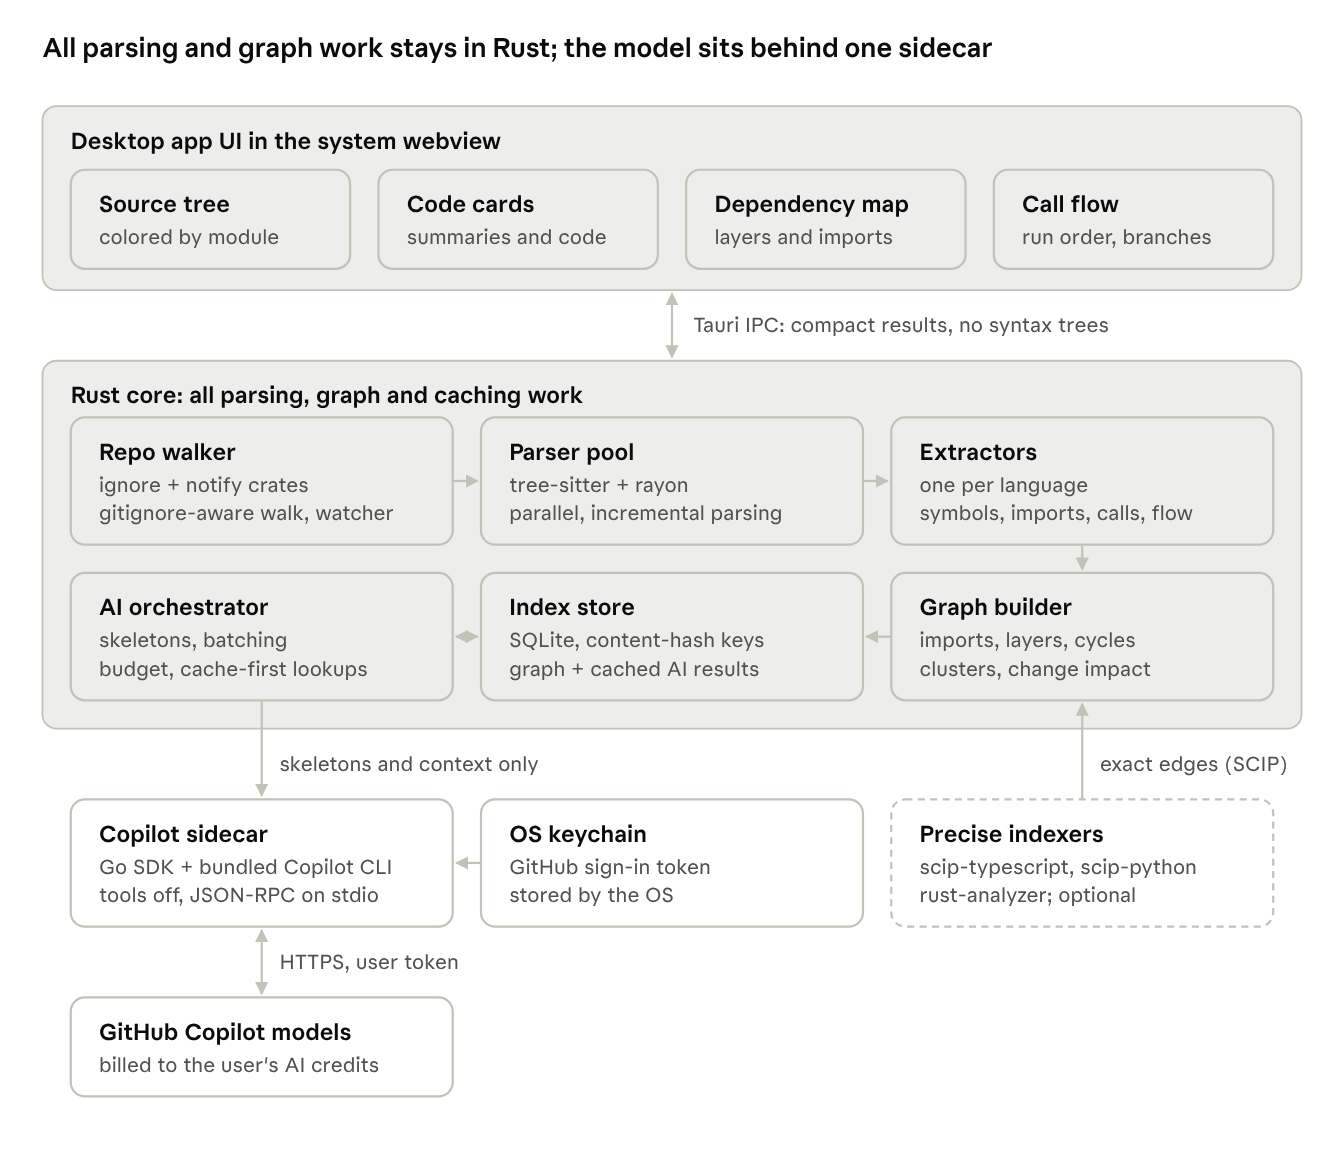 All parsing and graph work stays in Rust; the model sits behind one sidecar
Desktop app UI in the system webview
Source tree
colored by module
Code cards
summaries and code
Dependency map
layers and imports
Call flow
run order, branches
Tauri IPC: compact results, no syntax trees
Rust core: all parsing, graph and caching work
Repo walker
ignore + notify crates
gitignore-aware walk, watcher
Parser pool
tree-sitter + rayon
parallel, incremental parsing
Extractors
one per language
symbols, imports, calls, flow
AI orchestrator
skeletons, batching
budget, cache-first lookups
Index store
SQLite, content-hash keys
graph + cached AI results
Graph builder
imports, layers, cycles
clusters, change impact
skeletons and context only
exact edges (SCIP)
Copilot sidecar
Go SDK + bundled Copilot CLI
tools off, JSON-RPC on stdio
OS keychain
GitHub sign-in token
stored by the OS
Precise indexers
scip-typescript, scip-python
rust-analyzer; optional
HTTPS, user token
GitHub Copilot models
billed to the user's AI credits